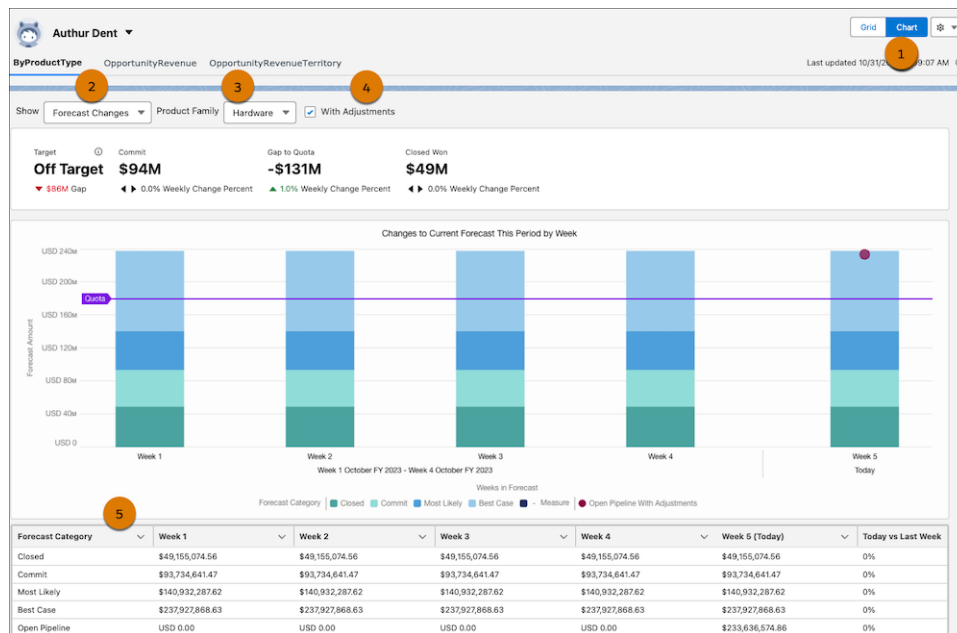 Authur Dent
Grid Chart
1
ByProductType OpportunityRevenue OpportunityRevenueTerritory
Last updated 10/31/20 9:07 AM
2 3 4
Show Forecast Changes Product Family Hardware With Adjustments
Target Commit Gap to Quota Closed Won
Off Target $94M -$131M $49M
$86M Gap 0.0% Weekly Change Percent 1.0% Weekly Change Percent 0.0% Weekly Change Percent
Changes to Current Forecast This Period by Week
USD 240M
USD 200M
Quota
USD 160M
USD 120M
USD 80M
USD 40M
USD 0
Forecast Amount
Week 1 Week 2 Week 3 Week 4 Week 5
Week 1 October FY 2023 - Week 4 October FY 2023 Today
Weeks in Forecast
Forecast Category Closed Commit Most Likely Best Case - Measure Open Pipeline With Adjustments
5
Forecast Category Week 1 Week 2 Week 3 Week 4 Week 5 (Today) Today vs Last Week
Closed $49,155,074.56 $49,155,074.56 $49,155,074.56 $49,155,074.56 $49,155,074.56 0%
Commit $93,734,641.47 $93,734,641.47 $93,734,641.47 $93,734,641.47 $93,734,641.47 0%
Most Likely $140,932,287.62 $140,932,287.62 $140,932,287.62 $140,932,287.62 $140,932,287.62 0%
Best Case $237,927,868.63 $237,927,868.63 $237,927,868.63 $237,927,868.63 $237,927,868.63 0%
Open Pipeline USD 0.00 USD 0.00 USD 0.00 USD 0.00 $233,636,574.86 0%